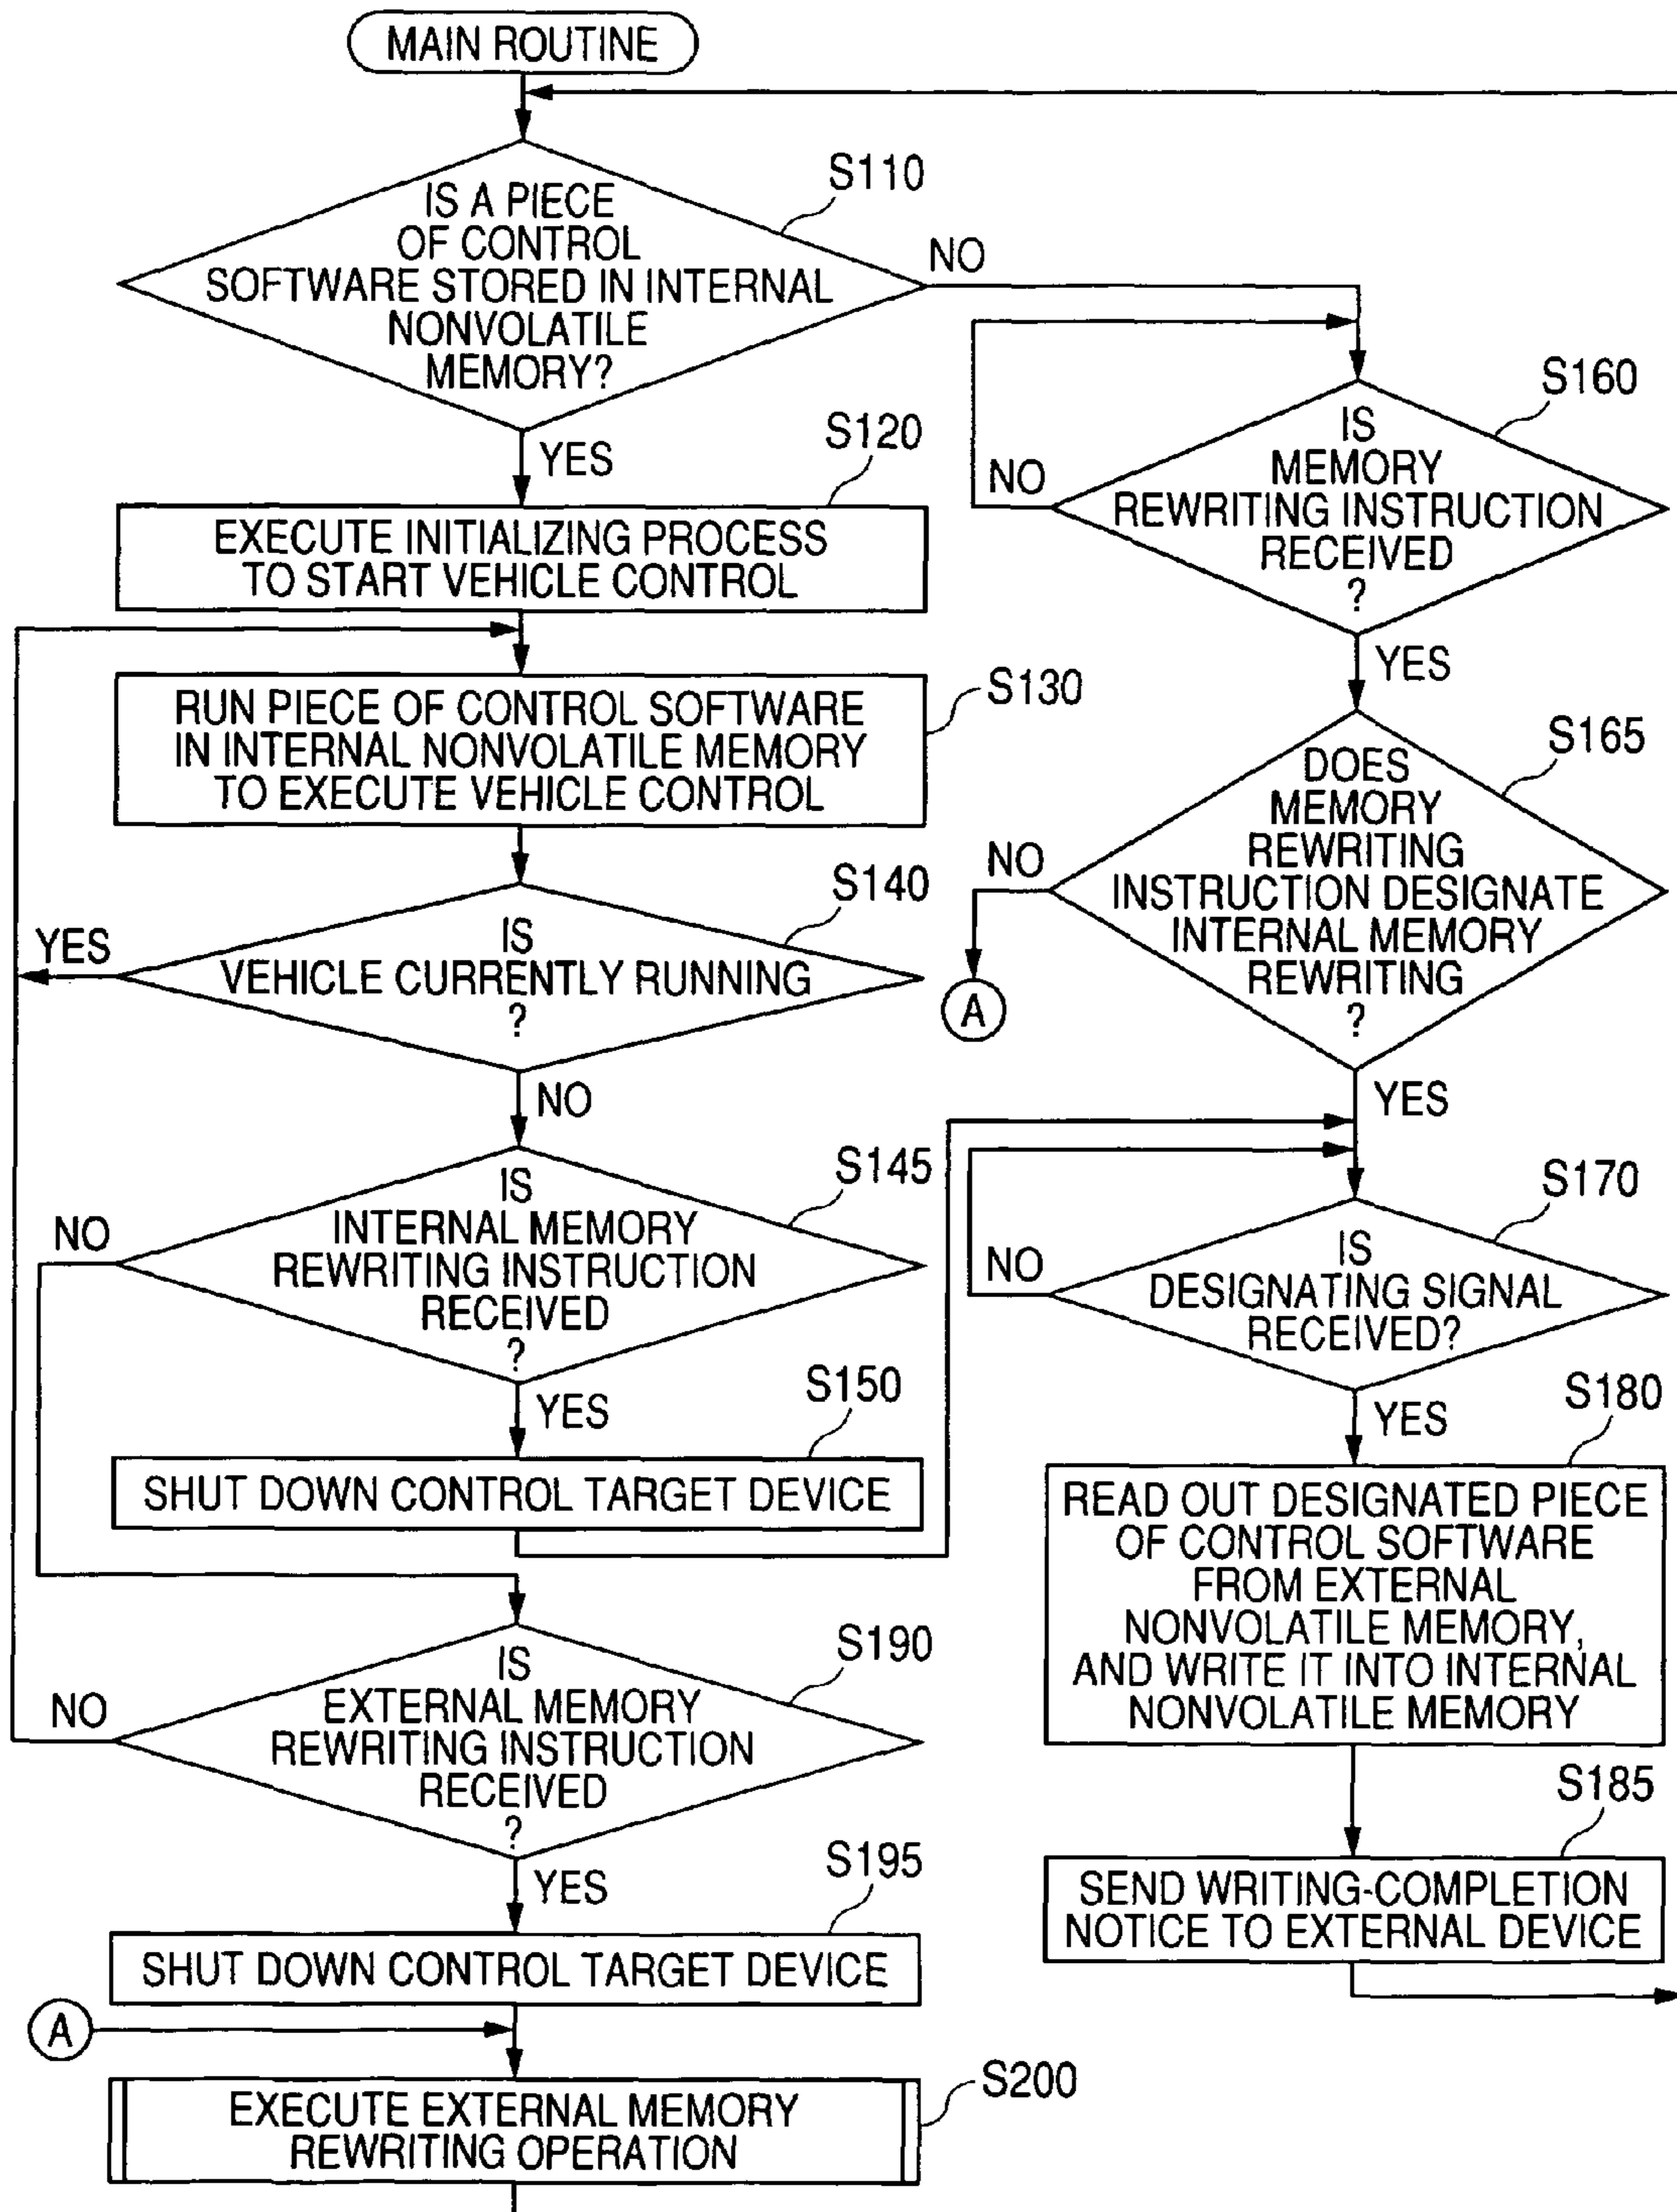 MAIN ROUTINE
S110
IS A PIECE
OF CONTROL
SOFTWARE STORED IN INTERNAL
NONVOLATILE
MEMORY?
NO
YES
S120
EXECUTE INITIALIZING PROCESS
TO START VEHICLE CONTROL
S130
RUN PIECE OF CONTROL SOFTWARE
IN INTERNAL NONVOLATILE MEMORY
TO EXECUTE VEHICLE CONTROL
S140
YES
IS
VEHICLE CURRENTLY RUNNING
?
NO
S145
IS
INTERNAL MEMORY
REWRITING INSTRUCTION
RECEIVED
?
NO
YES
S150
SHUT DOWN CONTROL TARGET DEVICE
S190
IS
EXTERNAL MEMORY
REWRITING INSTRUCTION
RECEIVED
?
NO
YES
S195
SHUT DOWN CONTROL TARGET DEVICE
A
S200
EXECUTE EXTERNAL MEMORY
REWRITING OPERATION
S160
IS
MEMORY
REWRITING INSTRUCTION
RECEIVED
?
NO
YES
S165
DOES
MEMORY
REWRITING
INSTRUCTION DESIGNATE
INTERNAL MEMORY
REWRITING
?
NO
A
YES
S170
IS
DESIGNATING SIGNAL
RECEIVED?
NO
YES
S180
READ OUT DESIGNATED PIECE
OF CONTROL SOFTWARE
FROM EXTERNAL
NONVOLATILE MEMORY,
AND WRITE IT INTO INTERNAL
NONVOLATILE MEMORY
S185
SEND WRITING-COMPLETION
NOTICE TO EXTERNAL DEVICE